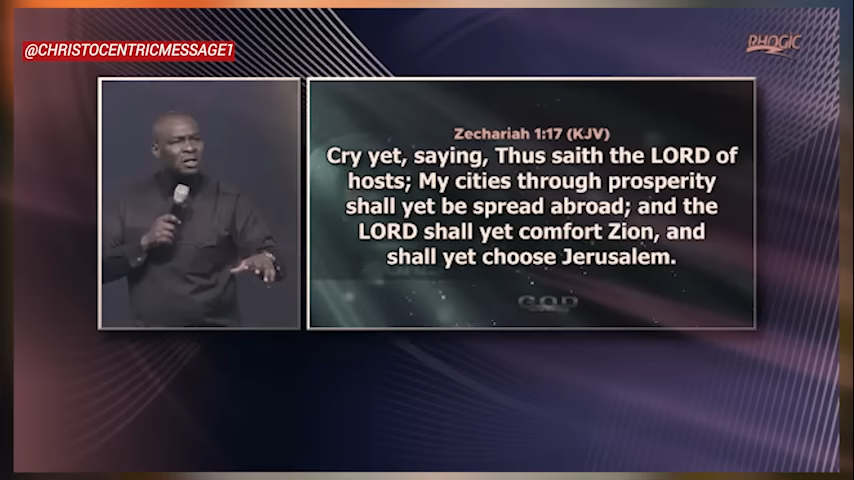 @CHRISTOCENTRICMESSAGE1
RHOGIC
Zechariah 1:17 (KJV)
Cry yet, saying, Thus saith the LORD of
hosts; My cities through prosperity
shall yet be spread abroad; and the
LORD shall yet comfort Zion, and
shall yet choose Jerusalem.
GOD